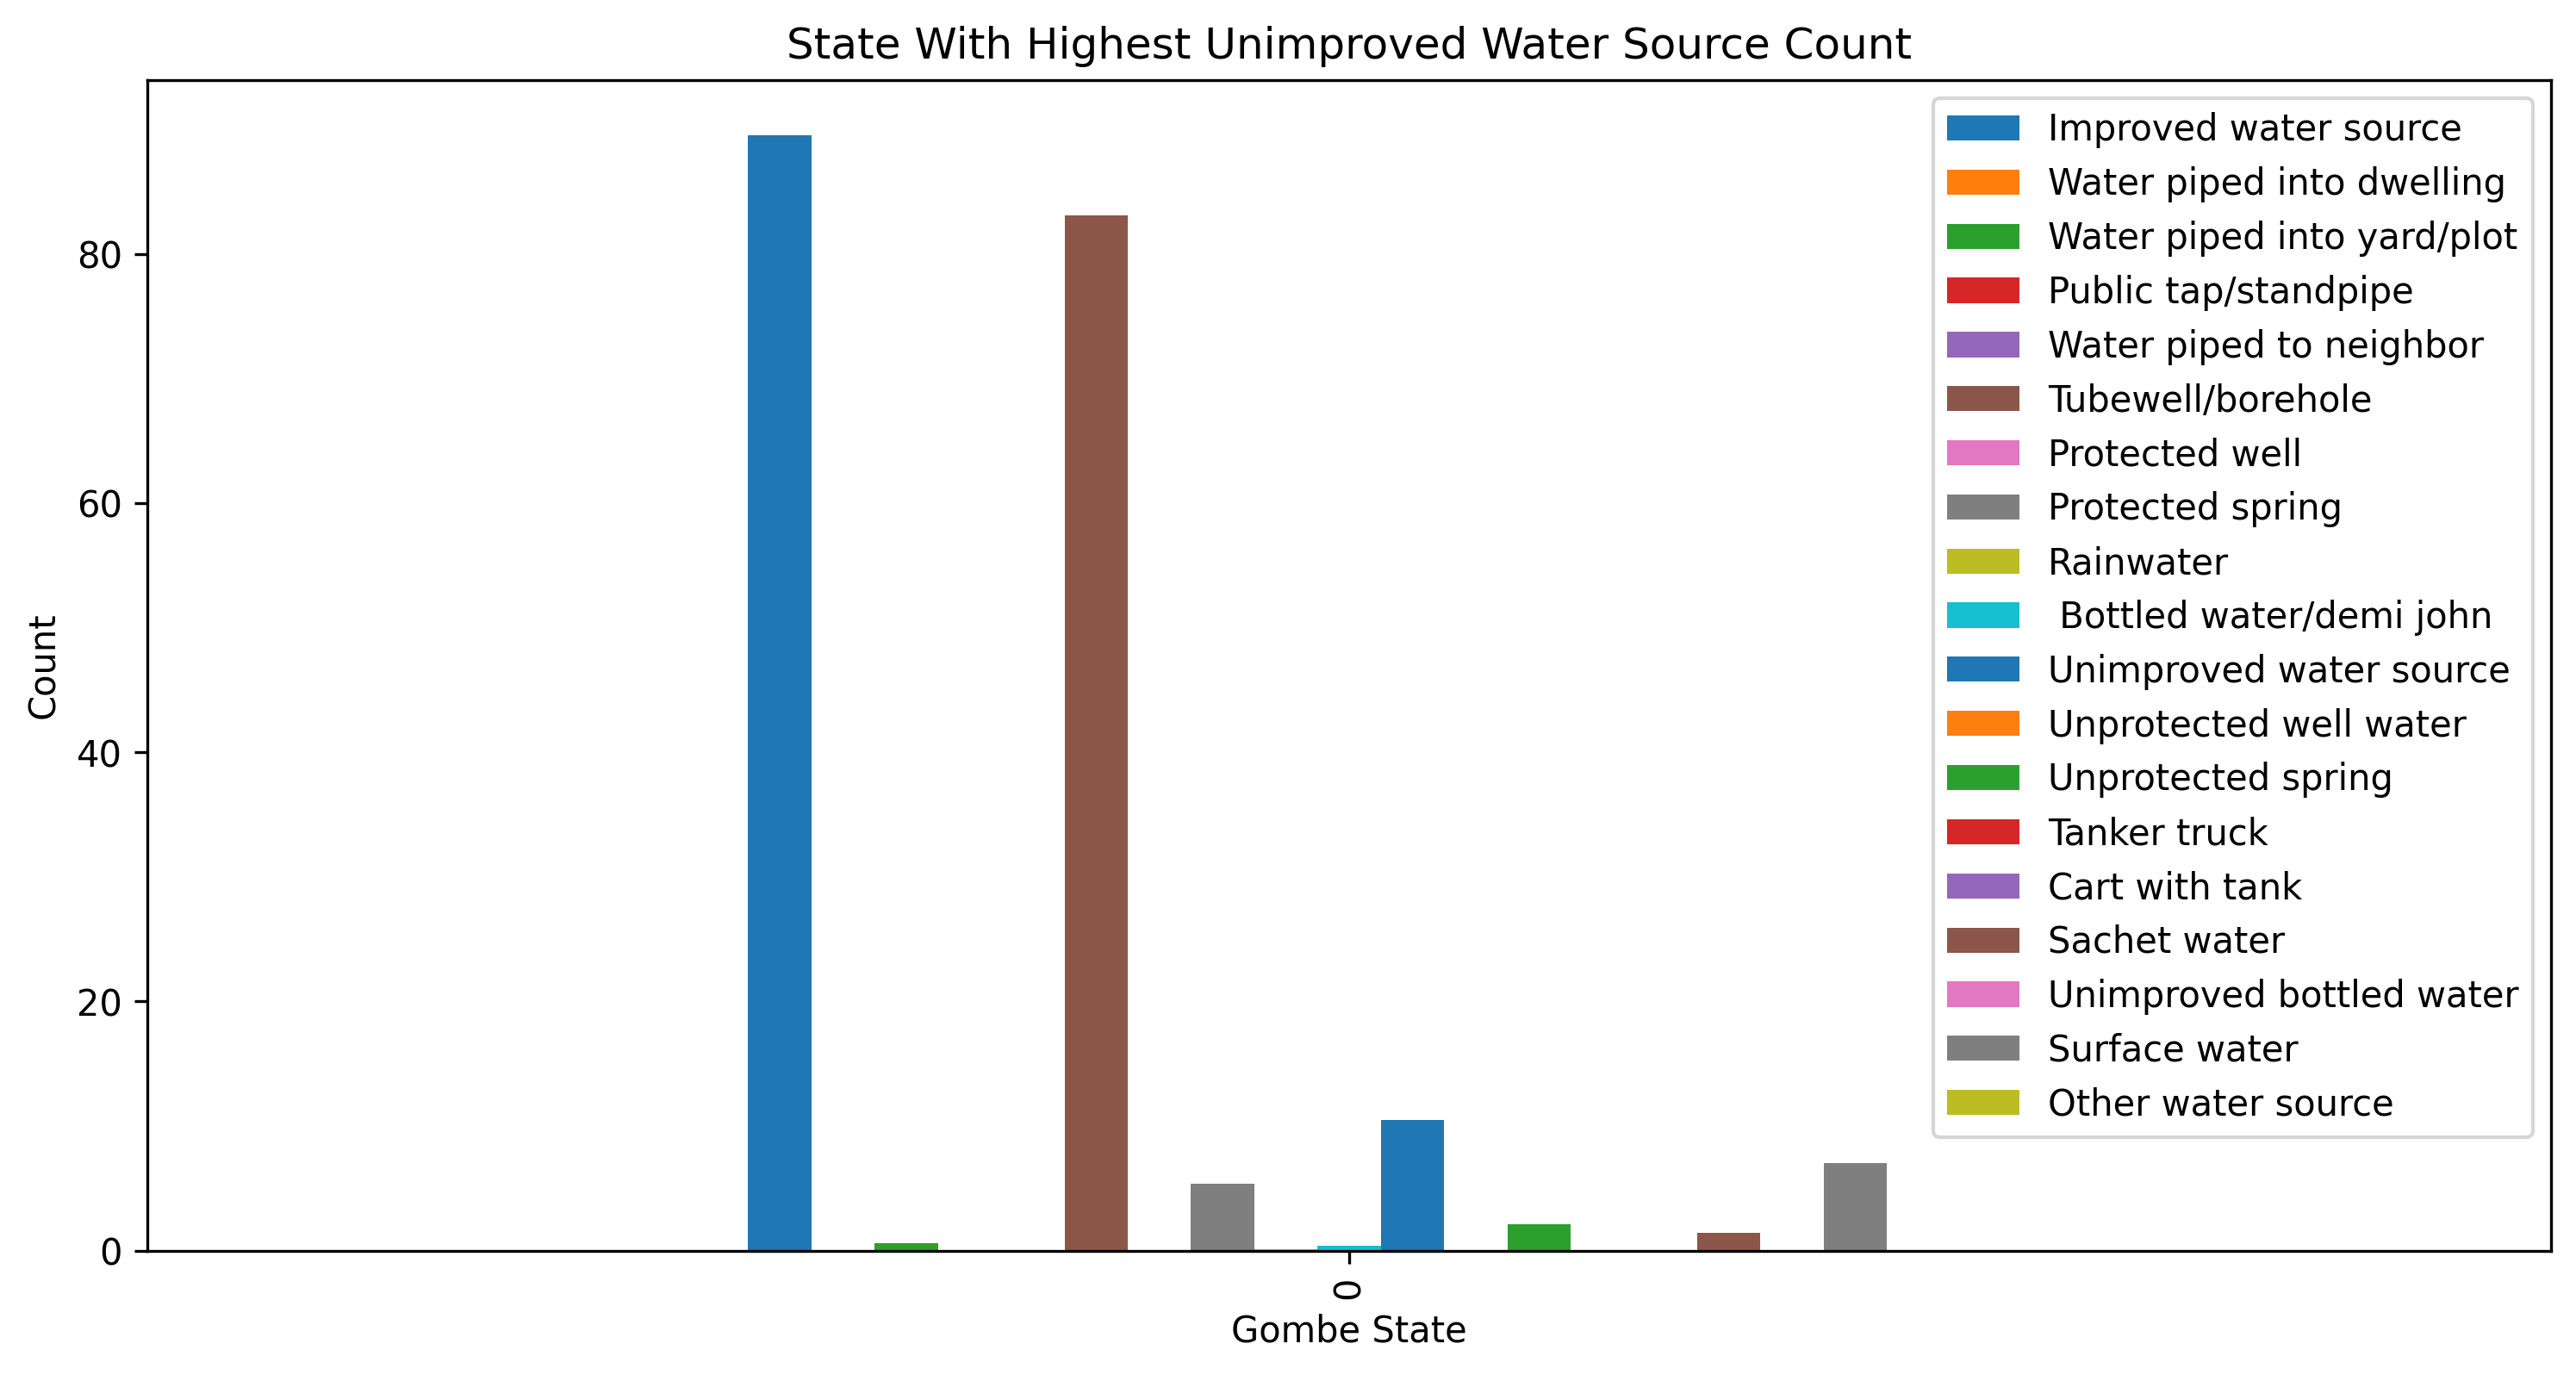 State With Highest Unimproved Water Source Count
Count
80
60
40
20
0
0
Gombe State
Improved water source
Water piped into dwelling
Water piped into yard/plot
Public tap/standpipe
Water piped to neighbor
Tubewell/borehole
Protected well
Protected spring
Rainwater
Bottled water/demi john
Unimproved water source
Unprotected well water
Unprotected spring
Tanker truck
Cart with tank
Sachet water
Unimproved bottled water
Surface water
Other water source